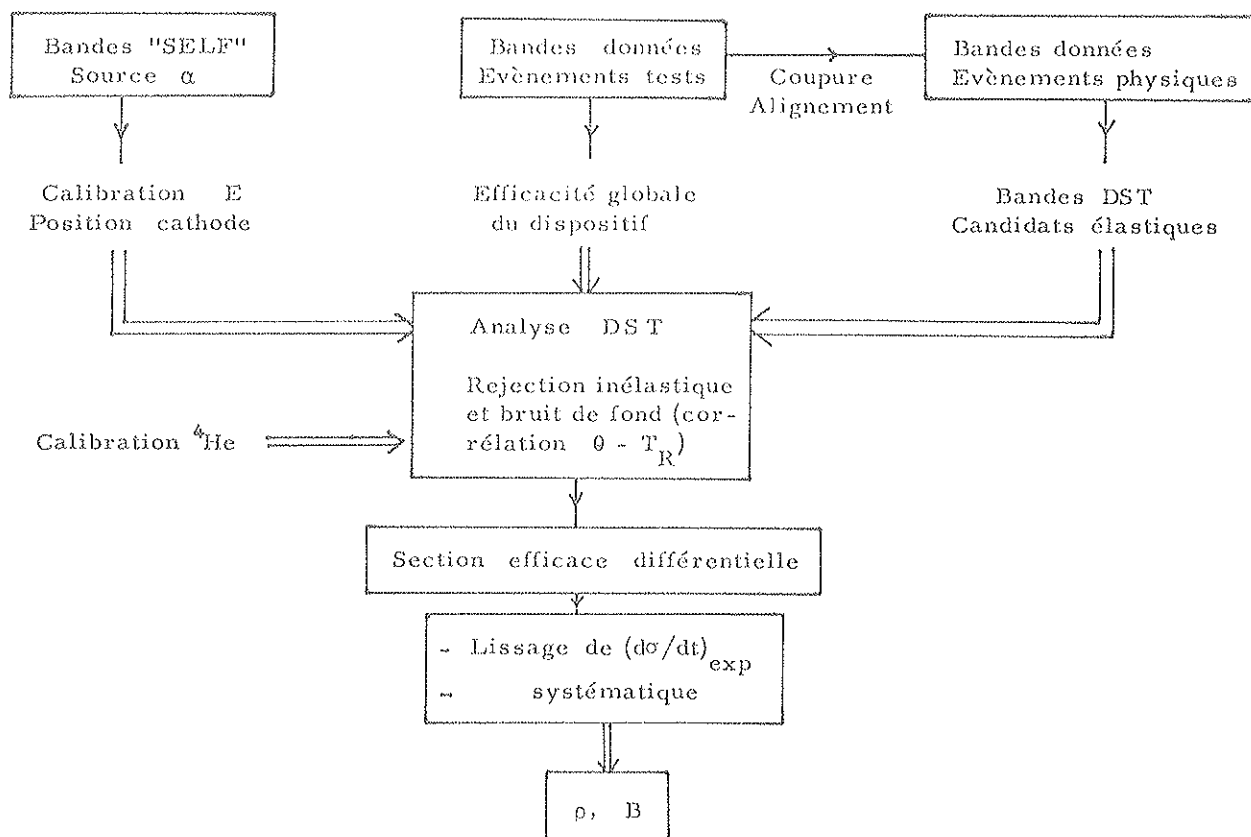 Bandes "SELF"
Source α
Bandes données
Evènements tests
Coupure
Alignement
Bandes données
Evènements physiques
Calibration E
Position cathode
Efficacité globale
du dispositif
Bandes DST
Candidats élastiques
Analyse DST
Rejection inélastique
et bruit de fond (cor-
rélation θ - T_R)
Calibration ⁴He
Section efficace différentielle
- Lissage de (dσ/dt)exp
- systématique
ρ, B